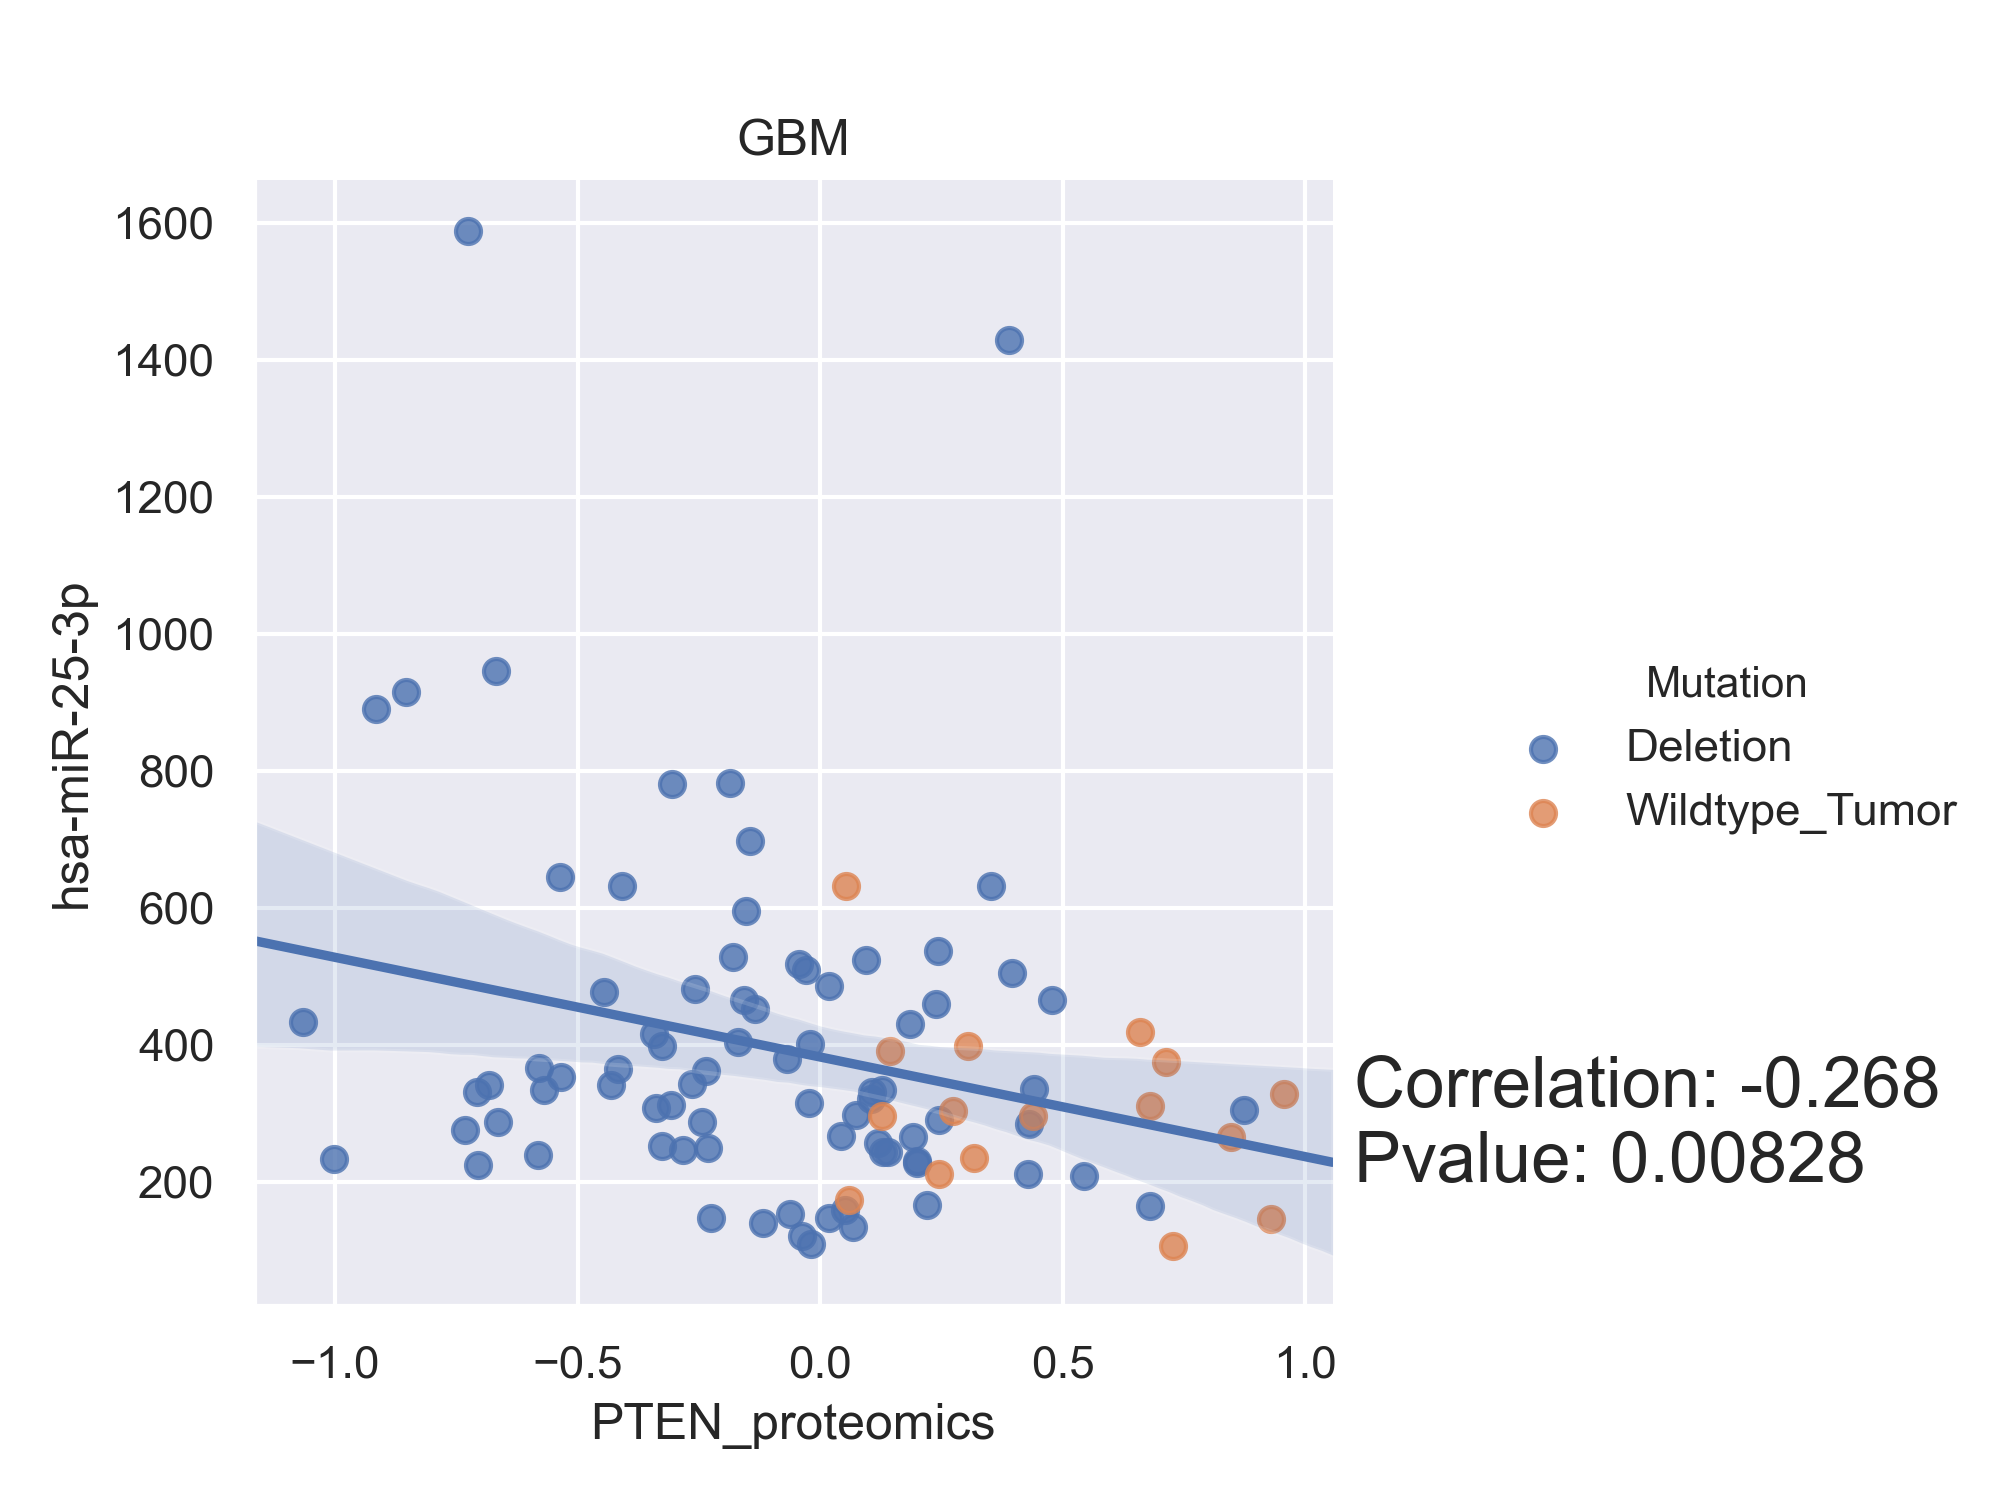 GBM
1600
1400
1200
1000
800
600
400
200
hsa-miR-25-3p
−1.0
−0.5
0.0
0.5
1.0
PTEN_proteomics
Mutation
Deletion
Wildtype_Tumor
Correlation: -0.268
Pvalue: 0.00828